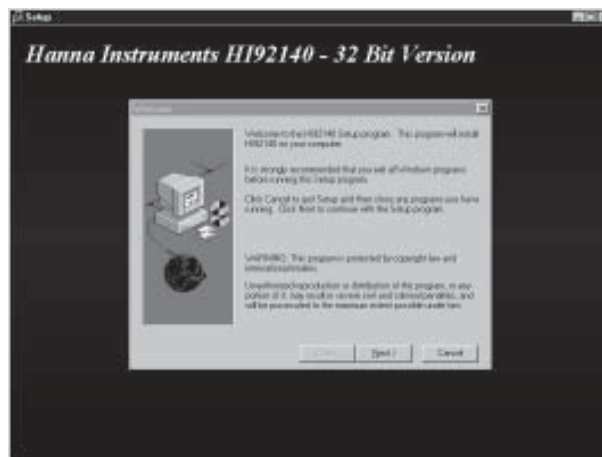 Setup
Hanna Instruments HI92140 - 32 Bit Version
Welcome
Welcome to the HI92140 Setup program. This program will install
HI92140 on your computer.
It is strongly recommended that you exit all Windows programs
before running this Setup program.
Click Cancel to quit Setup and then close any programs you have
running. Click Next to continue with the Setup program.
WARNING: This program is protected by copyright law and
international treaties.
Unauthorized reproduction or distribution of this program, or any
portion of it, may result in severe civil and criminal penalties, and
will be prosecuted to the maximum extent possible under law.
Next >
Cancel